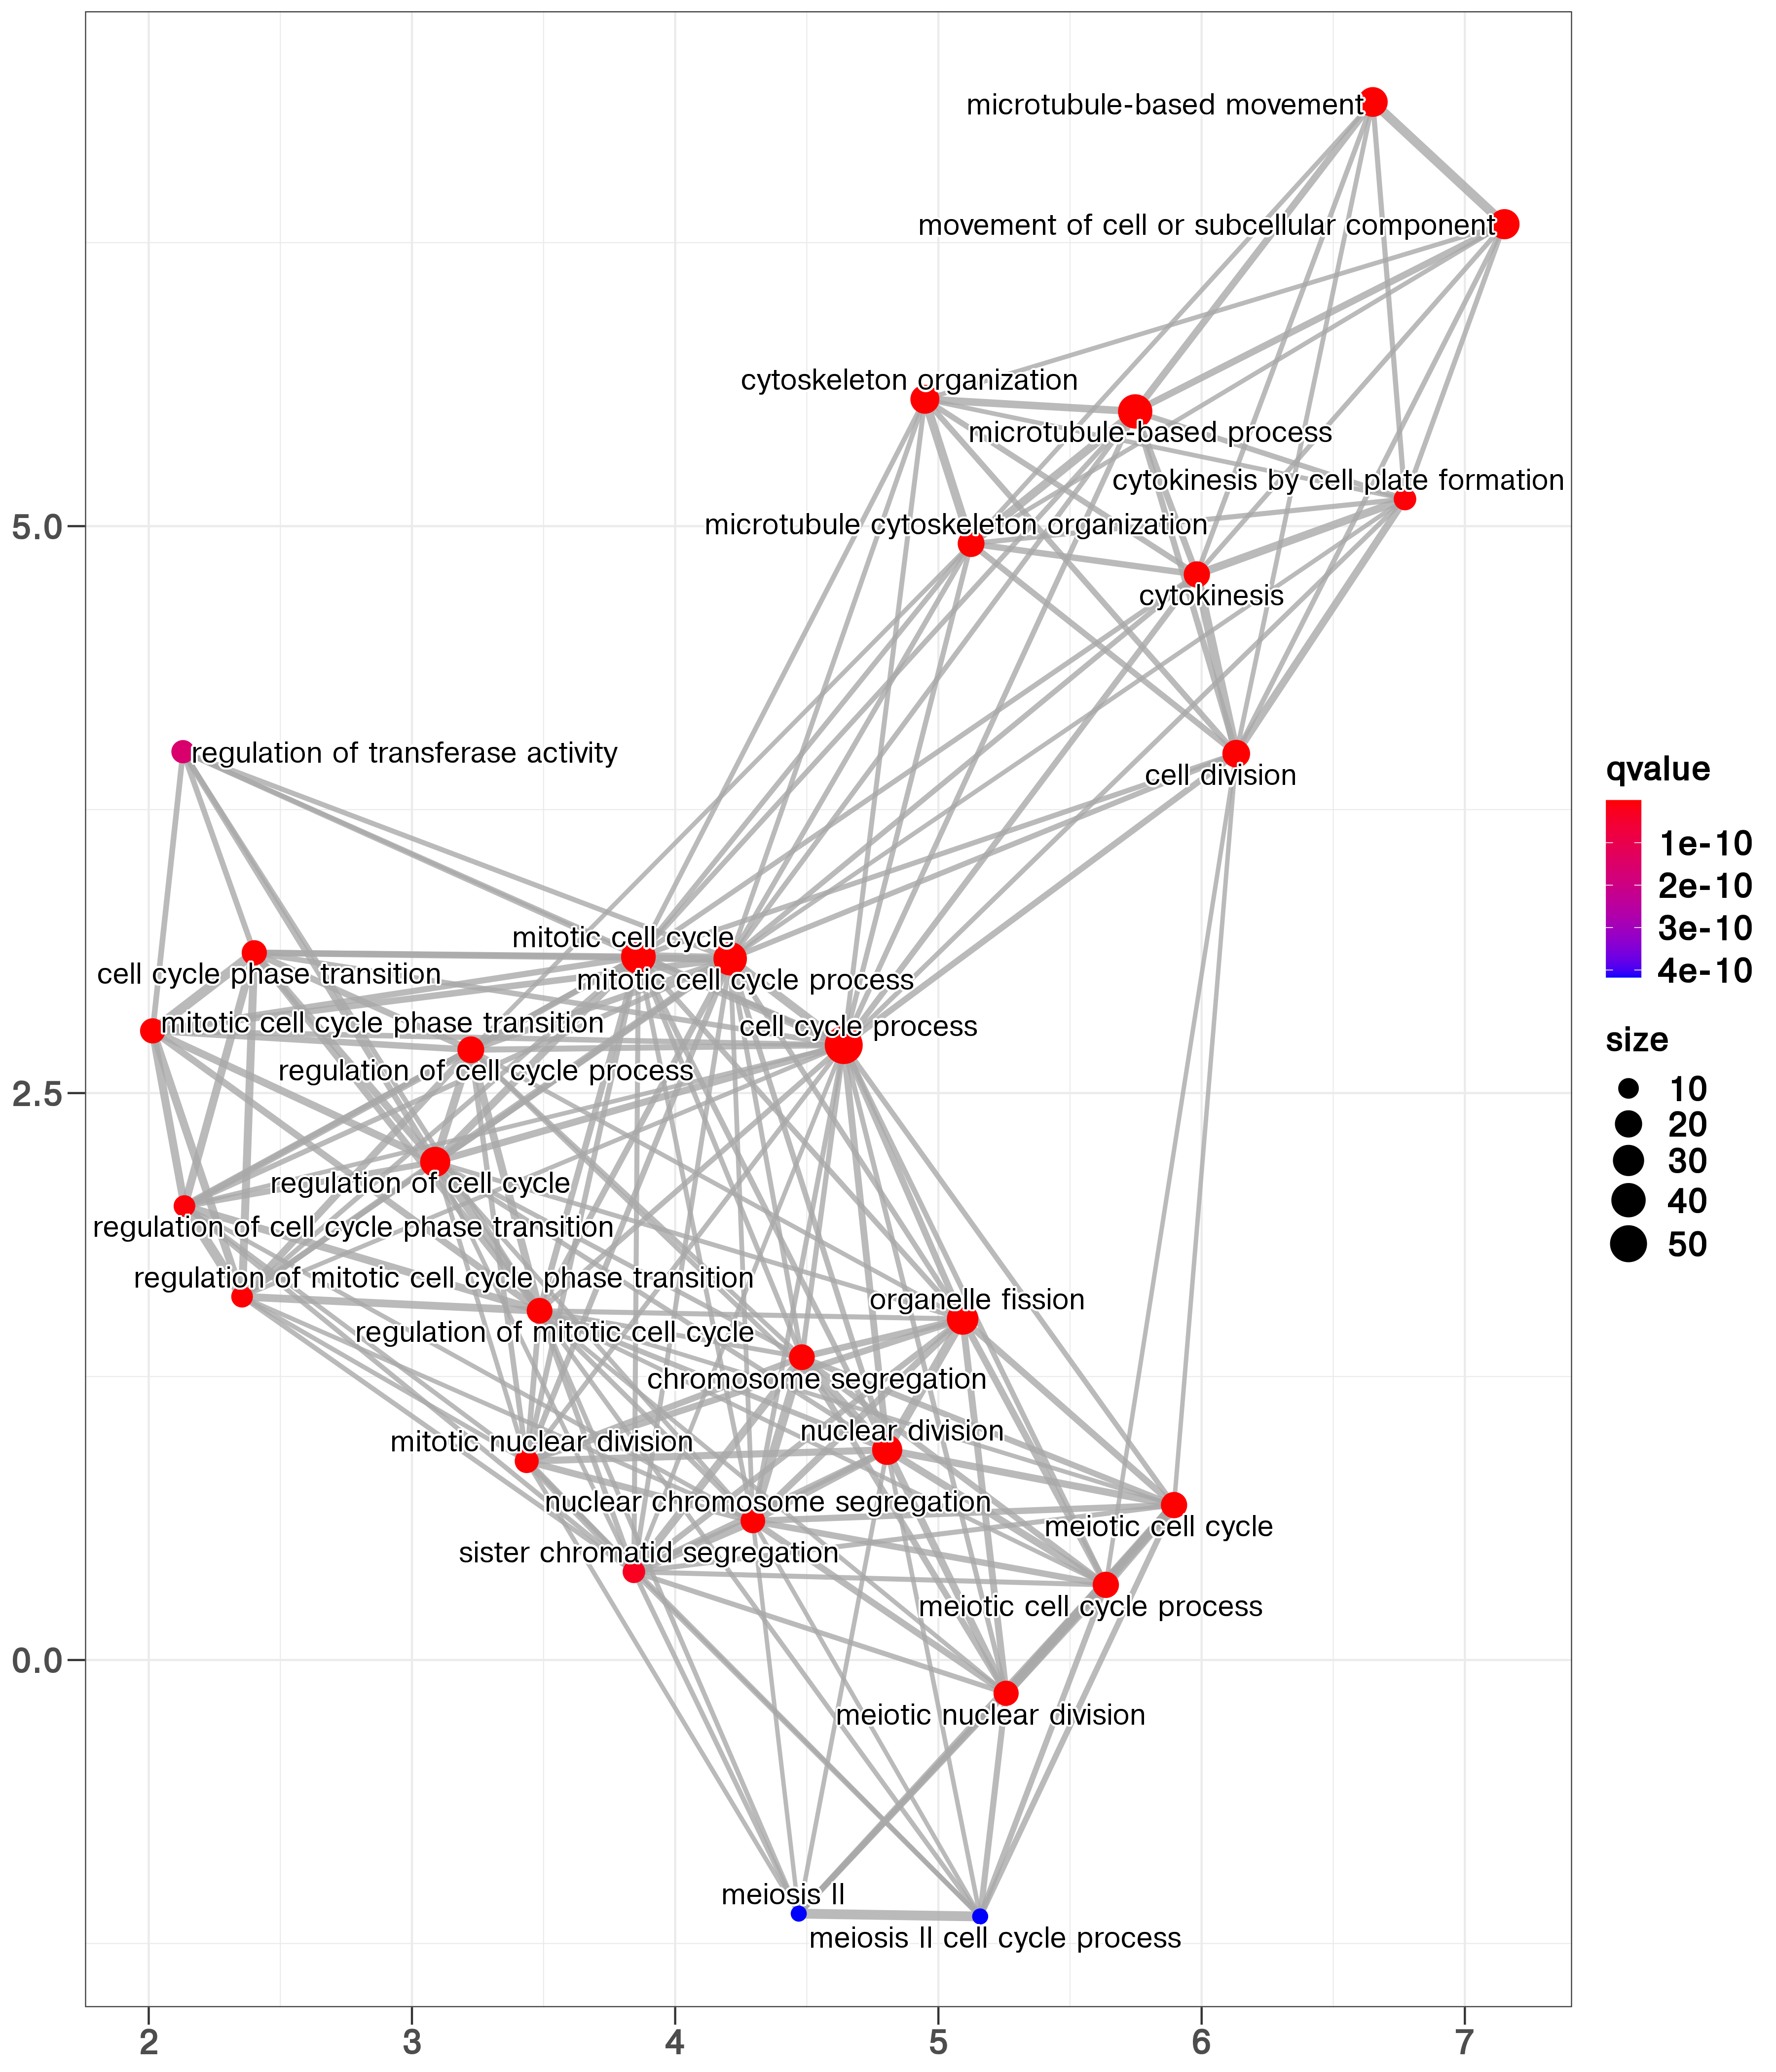 microtubule-based movement
movement of cell or subcellular component
cytoskeleton organization
microtubule-based process
cytokinesis by cell plate formation
microtubule cytoskeleton organization
cytokinesis
regulation of transferase activity
cell division
mitotic cell cycle
cell cycle phase transition
mitotic cell cycle process
mitotic cell cycle phase transition
cell cycle process
regulation of cell cycle process
regulation of cell cycle
regulation of cell cycle phase transition
regulation of mitotic cell cycle phase transition
organelle fission
regulation of mitotic cell cycle
chromosome segregation
nuclear division
mitotic nuclear division
nuclear chromosome segregation
meiotic cell cycle
sister chromatid segregation
meiotic cell cycle process
meiotic nuclear division
meiosis II
meiosis II cell cycle process
5.0
2.5
0.0
2
3
4
5
6
7
qvalue
1e-10
2e-10
3e-10
4e-10
size
10
20
30
40
50